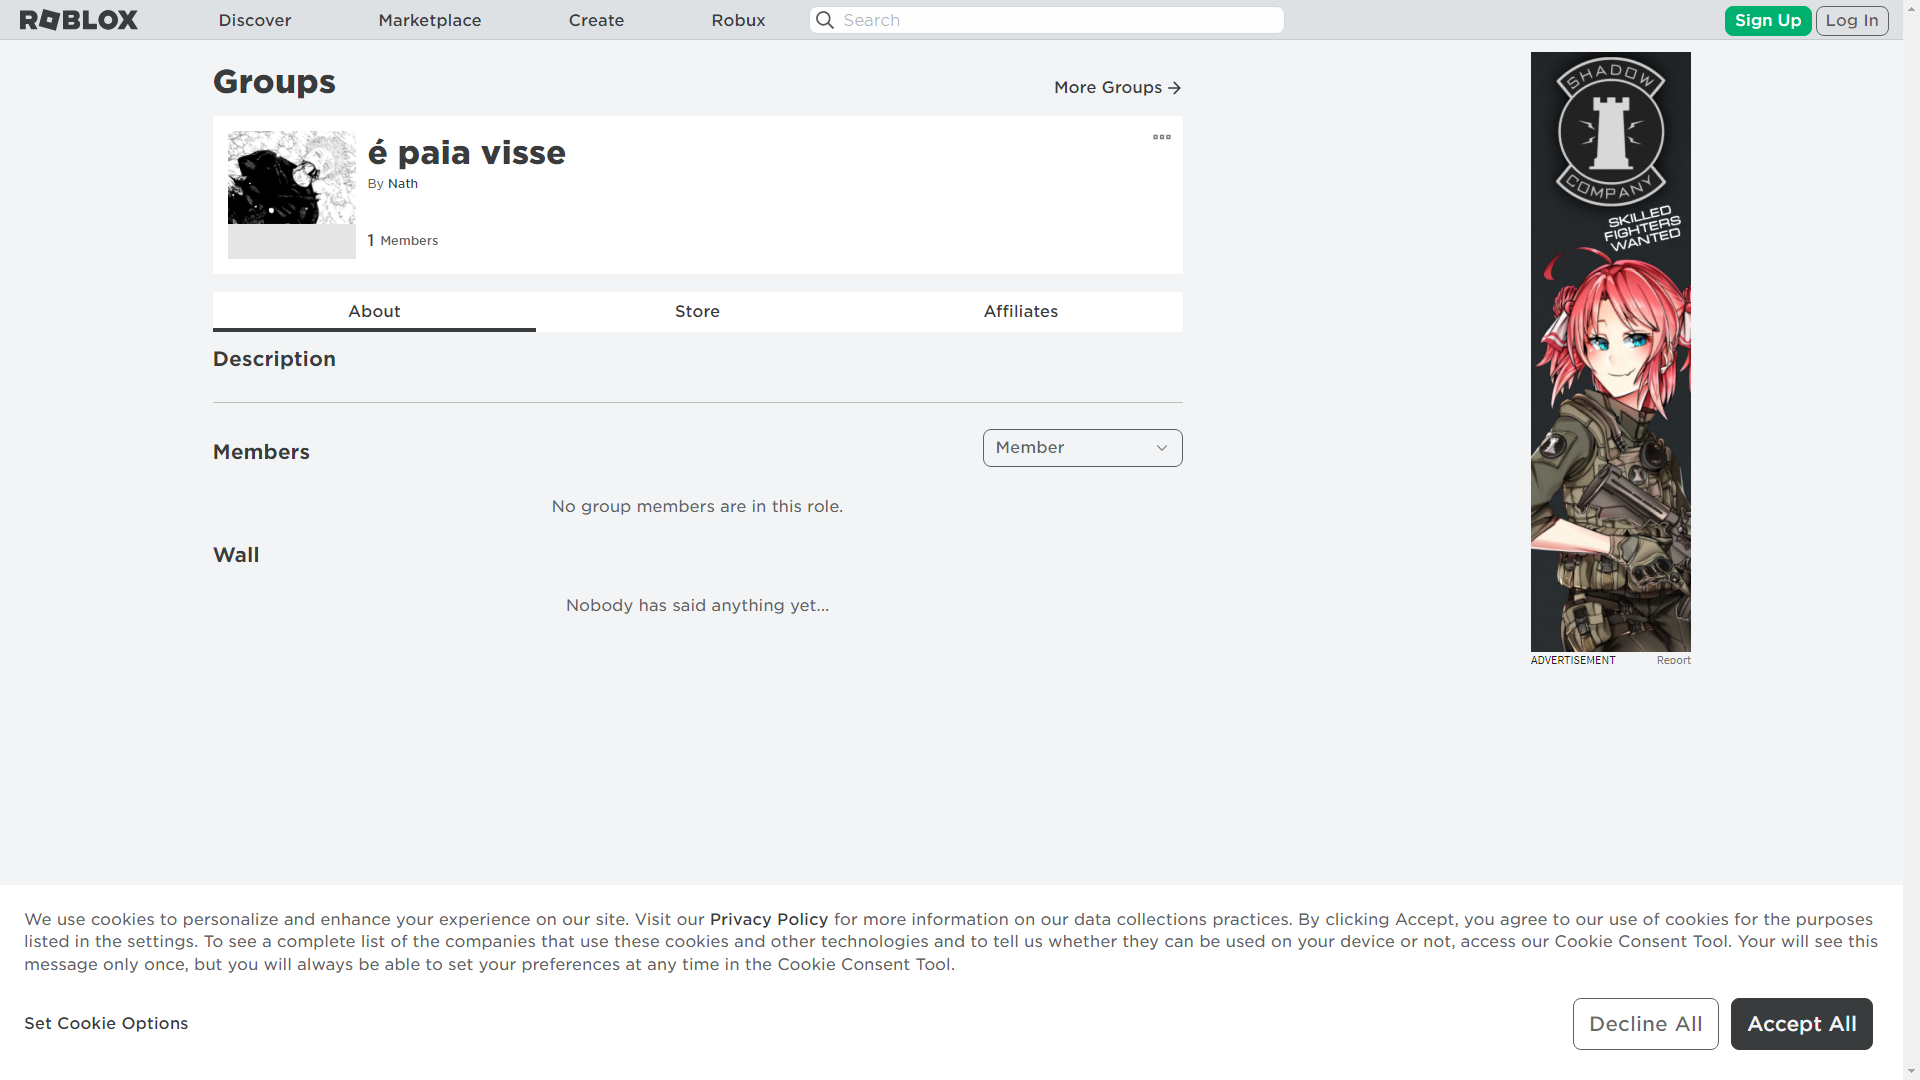 ROBLOX
Discover
Marketplace
Create
Robux
Search
Sign Up
Log In
Groups
More Groups
é paia visse
By Nath
1 Members
About
Store
Affiliates
Description
Members
Member
No group members are in this role.
Wall
Nobody has said anything yet...
SHADOW
COMPANY
SKILLED
FIGHTERS
WANTED
ADVERTISEMENT
Report
We use cookies to personalize and enhance your experience on our site. Visit our Privacy Policy for more information on our data collections practices. By clicking Accept, you agree to our use of cookies for the purposes
listed in the settings. To see a complete list of the companies that use these cookies and other technologies and to tell us whether they can be used on your device or not, access our Cookie Consent Tool. Your will see this
message only once, but you will always be able to set your preferences at any time in the Cookie Consent Tool.
Set Cookie Options
Decline All
Accept All